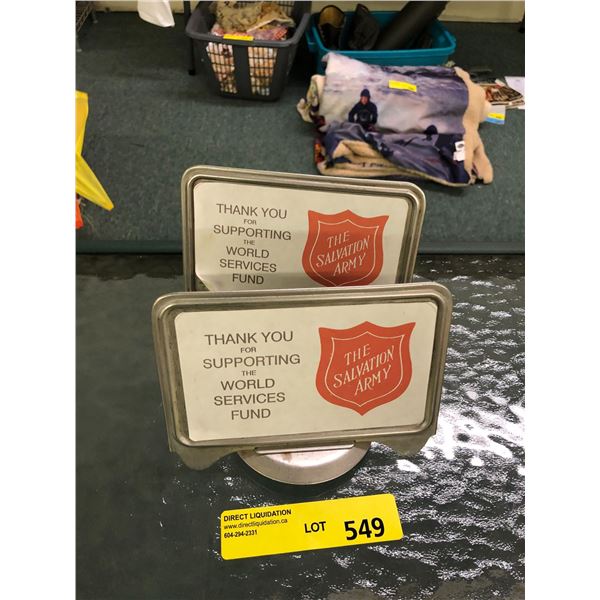 THANK YOU
FOR
SUPPORTING
THE
WORLD
SERVICES
FUND
THE
SALVATION
ARMY
THANK YOU
FOR
SUPPORTING
THE
WORLD
SERVICES
FUND
THE
SALVATION
ARMY
DIRECT LIQUIDATION
www.directliquidation.ca
604-294-2331
LOT 549